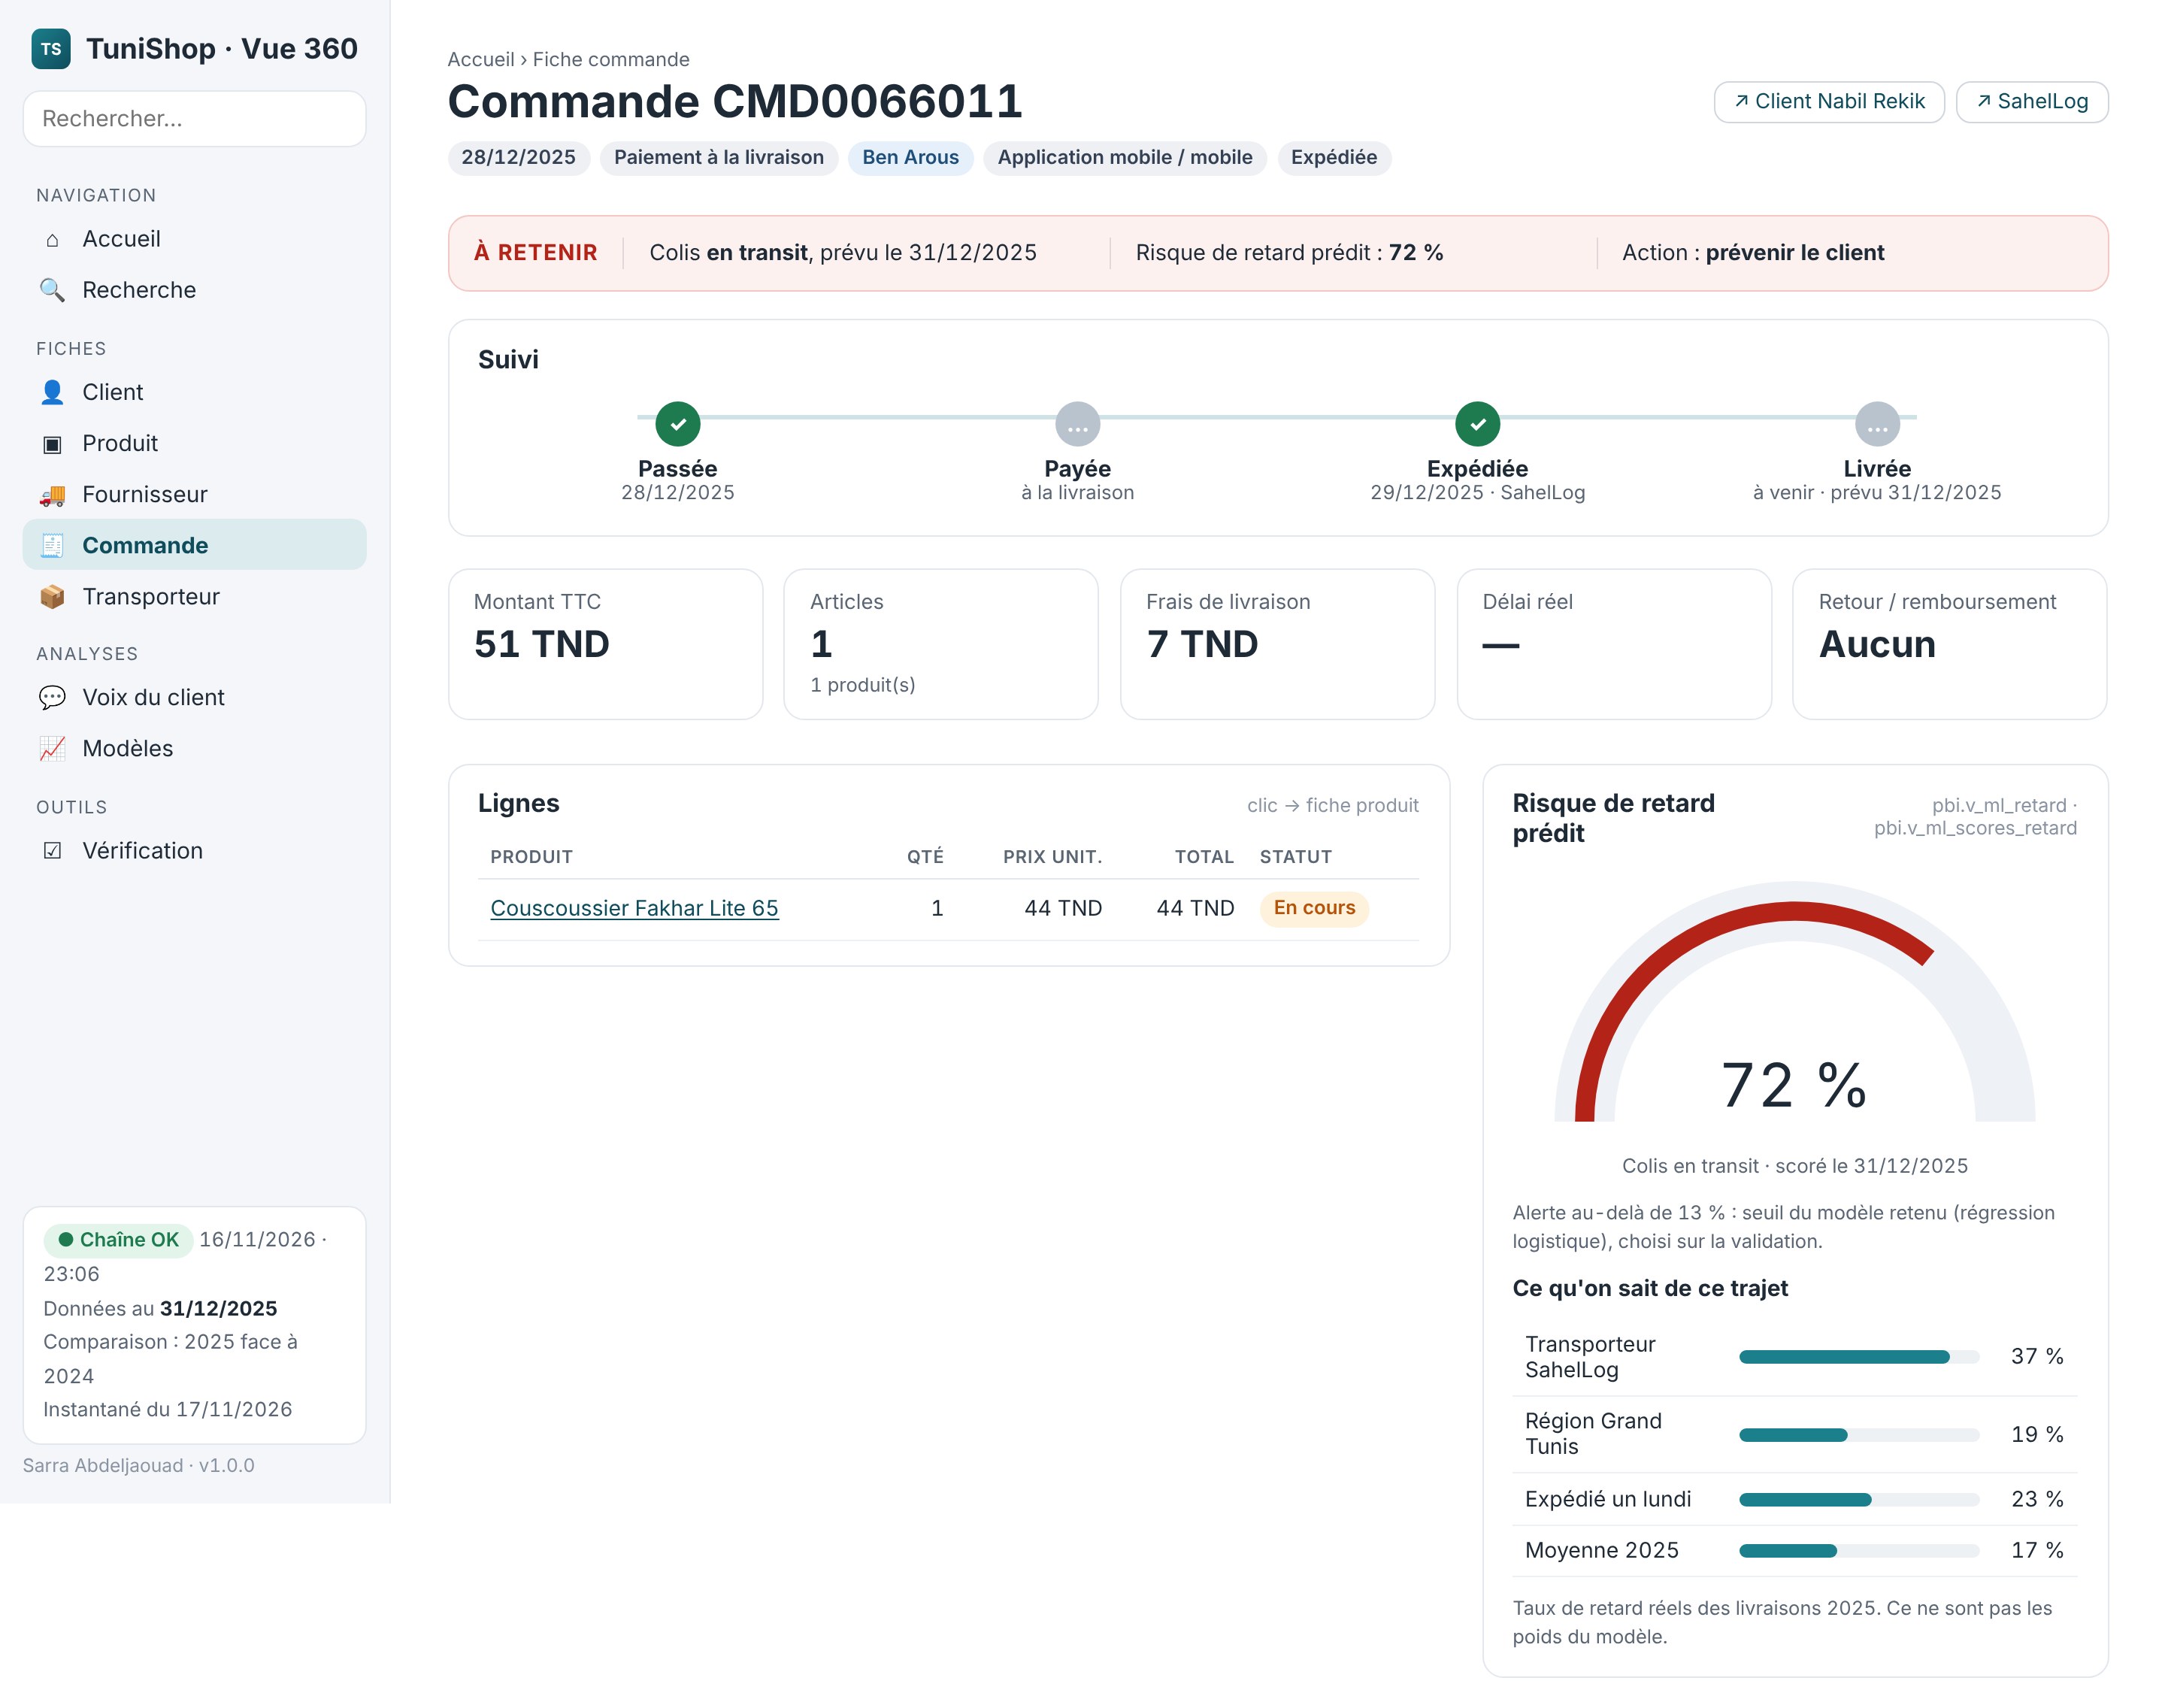 TS
TuniShop · Vue 360
Rechercher...
NAVIGATION
Accueil
Recherche
FICHES
Client
Produit
Fournisseur
Commande
Transporteur
ANALYSES
Voix du client
Modèles
OUTILS
Vérification
● Chaîne OK 16/11/2026 ·
23:06
Données au 31/12/2025
Comparaison : 2025 face à
2024
Instantané du 17/11/2026
Sarra Abdeljaouad · v1.0.0
Accueil › Fiche commande
Commande CMD0066011
↗ Client Nabil Rekik
↗ SahelLog
28/12/2025 Paiement à la livraison Ben Arous Application mobile / mobile Expédiée
À RETENIR Colis en transit, prévu le 31/12/2025 Risque de retard prédit : 72 % Action : prévenir le client
Suivi
Passée
28/12/2025
Payée
à la livraison
Expédiée
29/12/2025 · SahelLog
Livrée
à venir · prévu 31/12/2025
Montant TTC
51 TND
Articles
1
1 produit(s)
Frais de livraison
7 TND
Délai réel
—
Retour / remboursement
Aucun
Lignes
clic → fiche produit
PRODUIT QTÉ PRIX UNIT. TOTAL STATUT
Couscoussier Fakhar Lite 65 1 44 TND 44 TND En cours
Risque de retard
prédit
pbi.v_ml_retard ·
pbi.v_ml_scores_retard
72 %
Colis en transit · scoré le 31/12/2025
Alerte au-delà de 13 % : seuil du modèle retenu (régression
logistique), choisi sur la validation.
Ce qu'on sait de ce trajet
Transporteur
SahelLog
37 %
Région Grand
Tunis
19 %
Expédié un lundi 23 %
Moyenne 2025 17 %
Taux de retard réels des livraisons 2025. Ce ne sont pas les
poids du modèle.